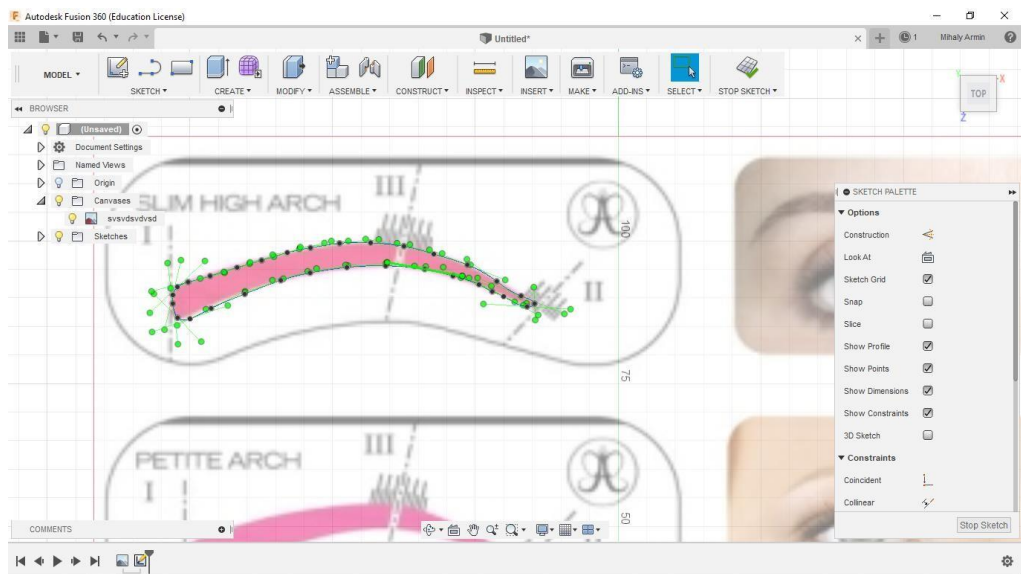 Autodesk Fusion 360 (Education License)
Untitled*
1
Mihaly Armin
MODEL
SKETCH
CREATE
MODIFY
ASSEMBLE
CONSTRUCT
INSPECT
INSERT
MAKE
ADD-INS
SELECT
STOP SKETCH
TOP
X
Y
Z
BROWSER
(Unsaved)
Document Settings
Named Views
Origin
Canvases
svsvdsvdvsd
Sketches
SLIM HIGH ARCH
I
III
II
100
75
50
PETITE ARCH
I
III
SKETCH PALETTE
Options
Construction
Look At
Sketch Grid
Snap
Slice
Show Profile
Show Points
Show Dimensions
Show Constraints
3D Sketch
Constraints
Coincident
Collinear
Stop Sketch
COMMENTS